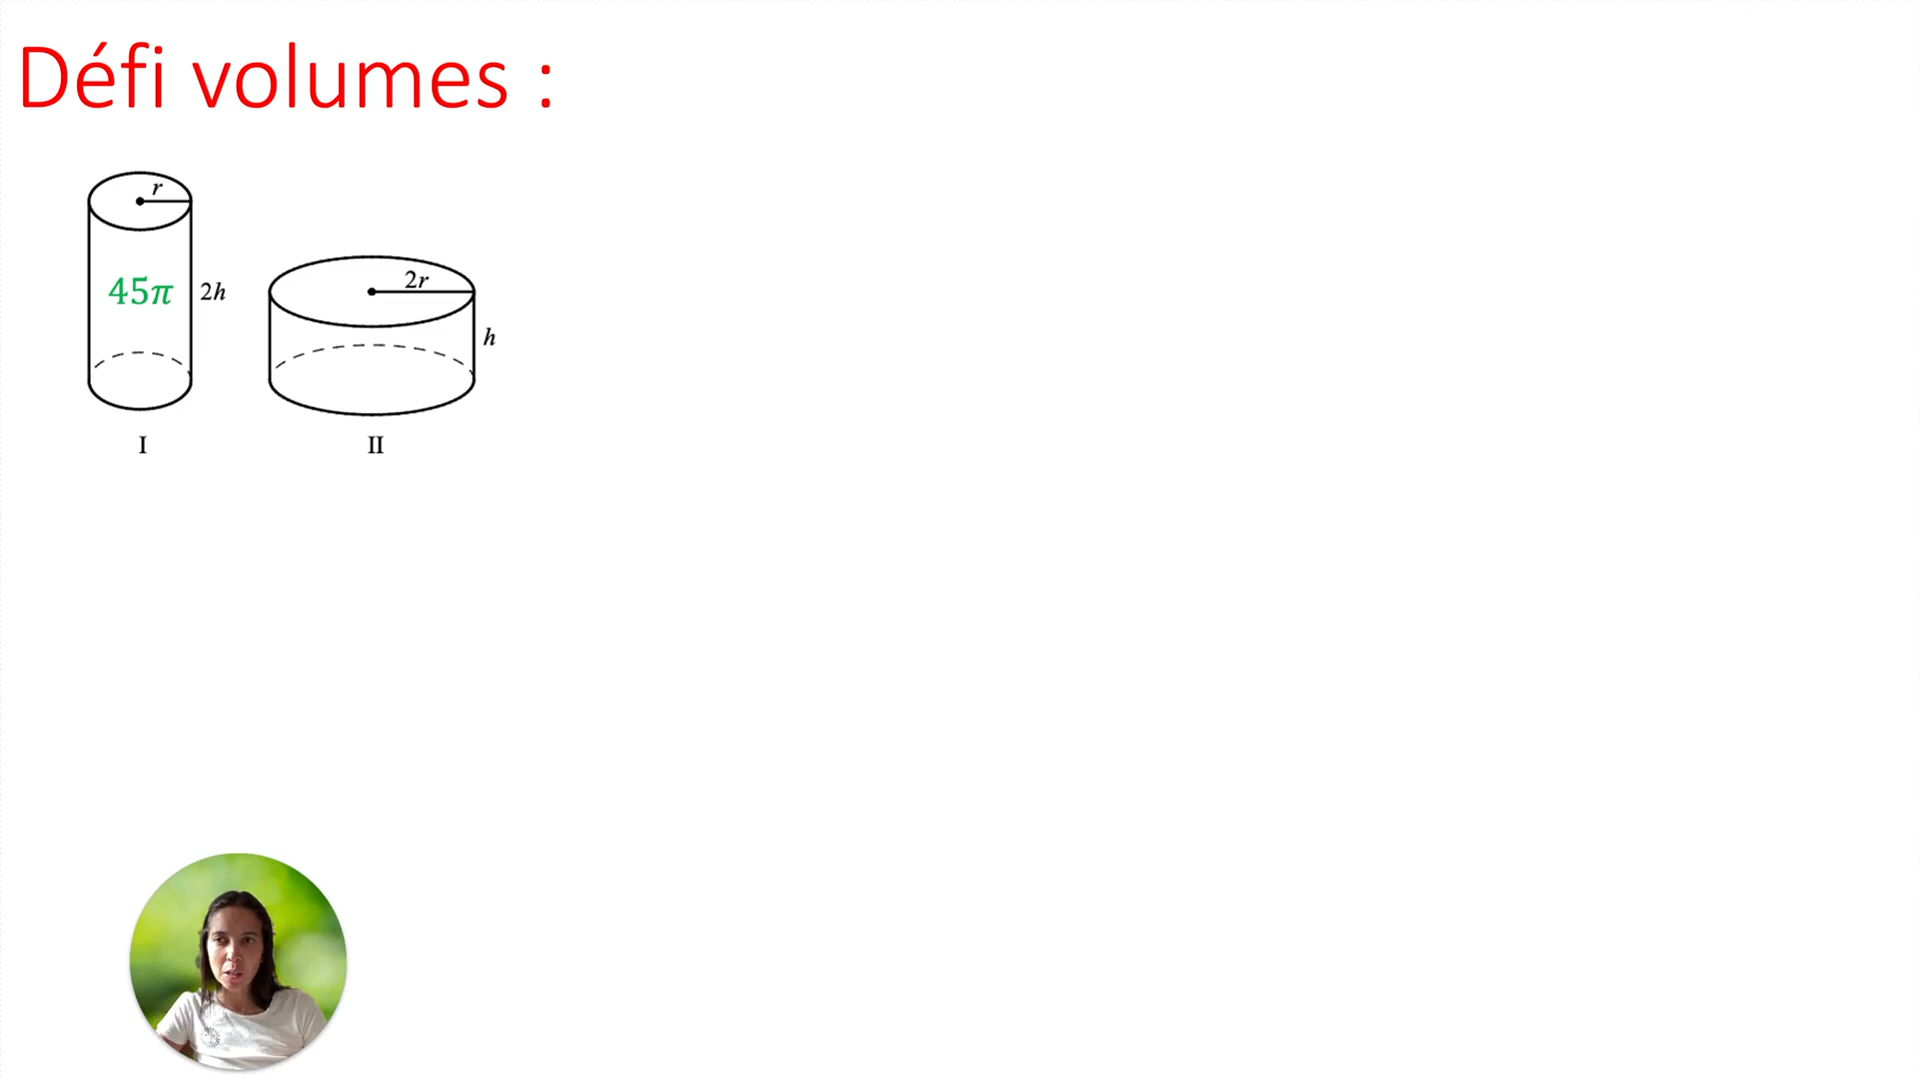 Défi volumes :
r
45π
2h
2r
h
I
II